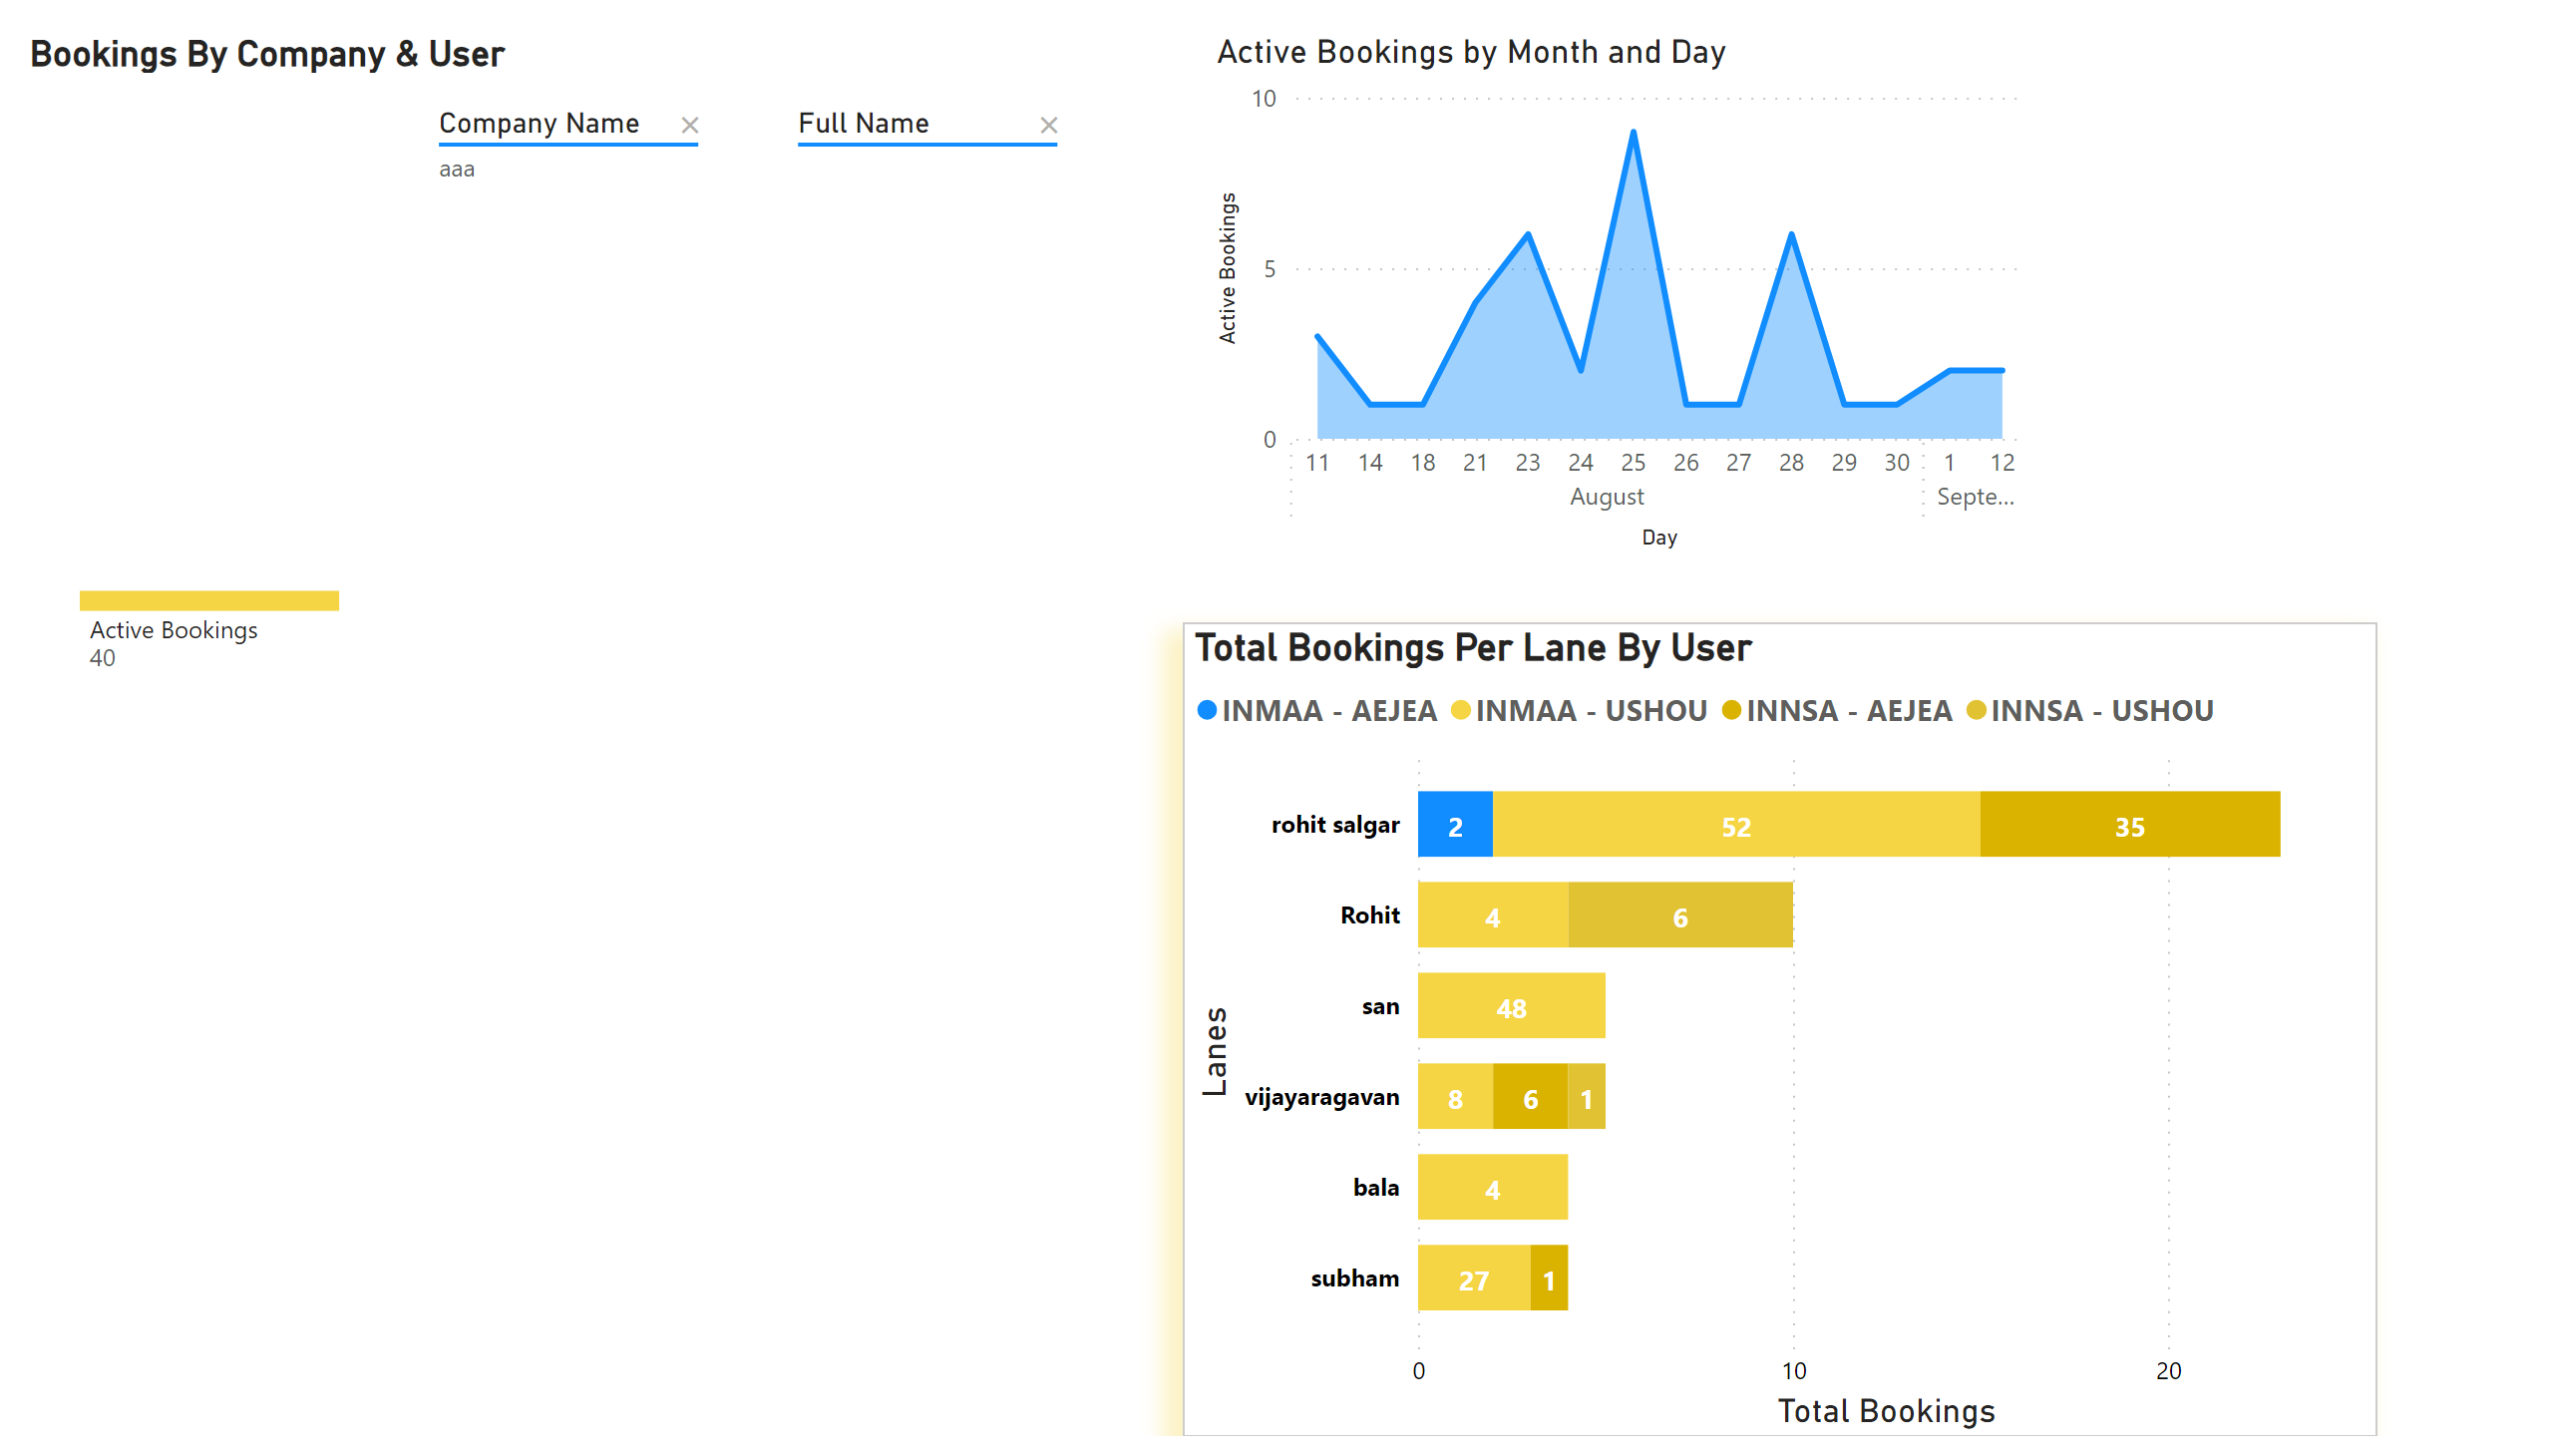 Bookings By Company & User
Company Name
Full Name
aaa
Active Bookings
40
Active Bookings by Month and Day
10
5
0
Active Bookings
11 14 18 21 23 24 25 26 27 28 29 30 1 12
August Septe...
Day
Total Bookings Per Lane By User
INMAA - AEJEA INMAA - USHOU INNSA - AEJEA INNSA - USHOU
Lanes
rohit salgar 2 52 35
Rohit 4 6
san 48
vijayaragavan 8 6 1
bala 4
subham 27 1
0 10 20
Total Bookings